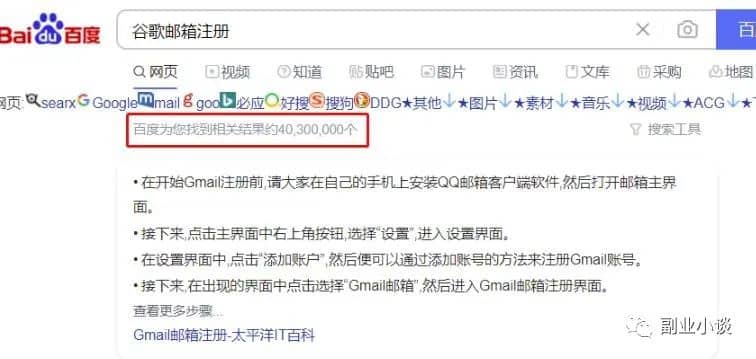 Bai du 百度
谷歌邮箱注册
百
网页 视频 知道 贴吧 图片 资讯 文库 采购 地图
网页: searx Google mail goo 必应 好搜 搜狗 DDG★其他 ★图片 ★素材 ★音乐 ★视频 ★ACG
百度为您找到相关结果约40,300,000个
搜索工具
• 在开始Gmail注册前,请大家在自己的手机上安装QQ邮箱客户端软件,然后打开邮箱主界
面。
• 接下来,点击主界面中右上角按钮,选择“设置”,进入设置界面。
• 在设置界面中,点击“添加账户”,然后便可以通过添加账号的方法来注册Gmail账号。
• 接下来,在出现的界面中点击选择“Gmail邮箱”,然后进入Gmail邮箱注册界面。
查看更多步骤...
Gmail邮箱注册-太平洋IT百科
副业小谈